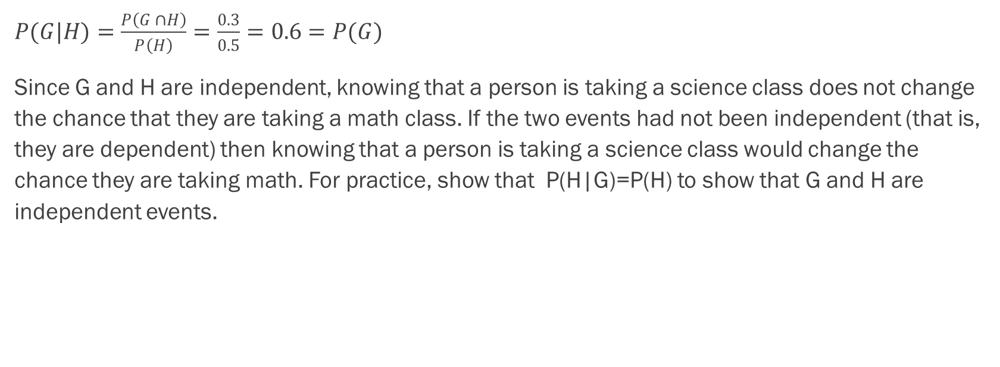 P(G|H) = P(G ∩H)/P(H) = 0.3/0.5 = 0.6 = P(G)
Since G and H are independent, knowing that a person is taking a science class does not change
the chance that they are taking a math class. If the two events had not been independent (that is,
they are dependent) then knowing that a person is taking a science class would change the
chance they are taking math. For practice, show that P(H|G)=P(H) to show that G and H are
independent events.